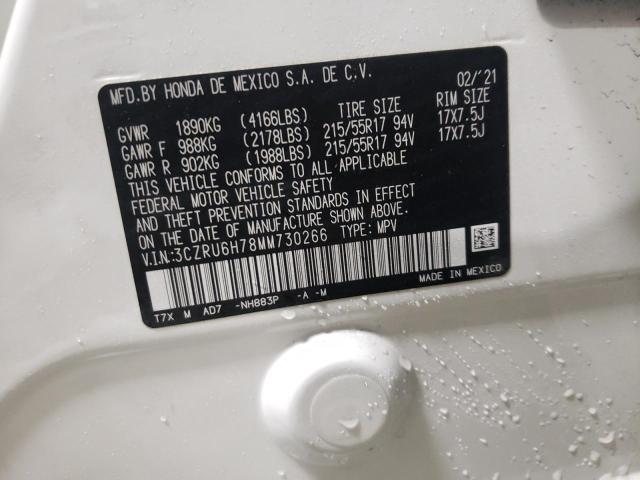 MFD.BY HONDA DE MEXICO S.A. DE C.V. 02/'21
GVWR 1890KG (4166LBS) TIRE SIZE RIM SIZE
GAWR F 988KG (2178LBS) 215/55R17 94V 17X7.5J
GAWR R 902KG (1988LBS) 215/55R17 94V 17X7.5J
THIS VEHICLE CONFORMS TO ALL APPLICABLE
FEDERAL MOTOR VEHICLE SAFETY
AND THEFT PREVENTION STANDARDS IN EFFECT
ON THE DATE OF MANUFACTURE SHOWN ABOVE.
V.I.N:3CZRU6H78MM730266 TYPE: MPV
MADE IN MEXICO
T7X M AD7 -NH883P -A -M